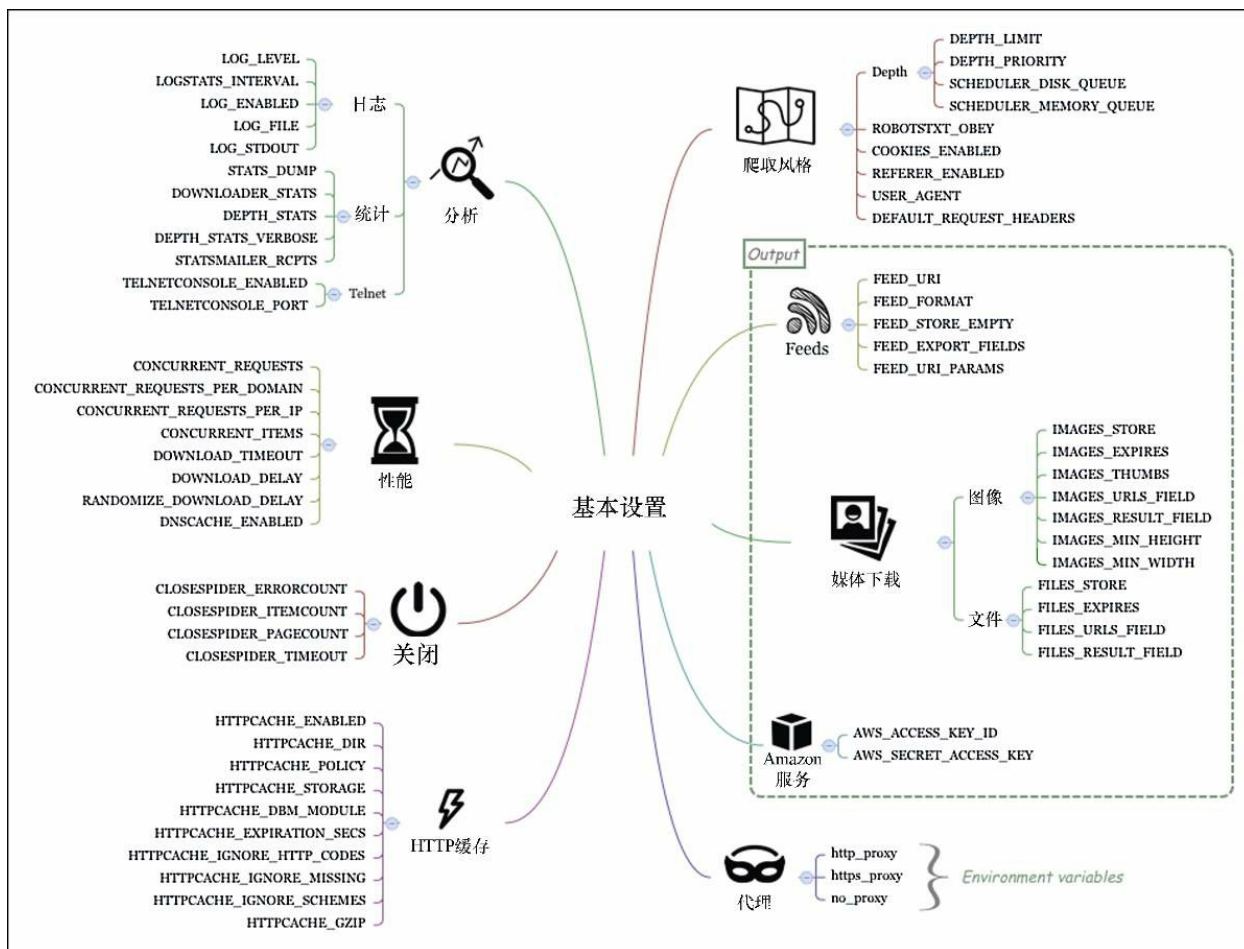 基本设置
LOG_LEVEL
LOGSTATS_INTERVAL
LOG_ENABLED
LOG_FILE
LOG_STDOUT
日志
STATS_DUMP
DOWNLOADER_STATS
DEPTH_STATS
DEPTH_STATS_VERBOSE
STATSMAILER_RCPTS
统计
TELNETCONSOLE_ENABLED
TELNETCONSOLE_PORT
Telnet
分析
CONCURRENT_REQUESTS
CONCURRENT_REQUESTS_PER_DOMAIN
CONCURRENT_REQUESTS_PER_IP
CONCURRENT_ITEMS
DOWNLOAD_TIMEOUT
DOWNLOAD_DELAY
RANDOMIZE_DOWNLOAD_DELAY
DNSCACHE_ENABLED
性能
CLOSESPIDER_ERRORCOUNT
CLOSESPIDER_ITEMCOUNT
CLOSESPIDER_PAGECOUNT
CLOSESPIDER_TIMEOUT
关闭
HTTPCACHE_ENABLED
HTTPCACHE_DIR
HTTPCACHE_POLICY
HTTPCACHE_STORAGE
HTTPCACHE_DBM_MODULE
HTTPCACHE_EXPIRATION_SECS
HTTPCACHE_IGNORE_HTTP_CODES
HTTPCACHE_IGNORE_MISSING
HTTPCACHE_IGNORE_SCHEMES
HTTPCACHE_GZIP
HTTP缓存
爬取风格
Depth
DEPTH_LIMIT
DEPTH_PRIORITY
SCHEDULER_DISK_QUEUE
SCHEDULER_MEMORY_QUEUE
ROBOTSTXT_OBEY
COOKIES_ENABLED
REFERER_ENABLED
USER_AGENT
DEFAULT_REQUEST_HEADERS
Output
Feeds
FEED_URI
FEED_FORMAT
FEED_STORE_EMPTY
FEED_EXPORT_FIELDS
FEED_URI_PARAMS
媒体下载
图像
IMAGES_STORE
IMAGES_EXPIRES
IMAGES_THUMBS
IMAGES_URLS_FIELD
IMAGES_RESULT_FIELD
IMAGES_MIN_HEIGHT
IMAGES_MIN_WIDTH
文件
FILES_STORE
FILES_EXPIRES
FILES_URLS_FIELD
FILES_RESULT_FIELD
Amazon
服务
AWS_ACCESS_KEY_ID
AWS_SECRET_ACCESS_KEY
代理
http_proxy
https_proxy
no_proxy
Environment variables